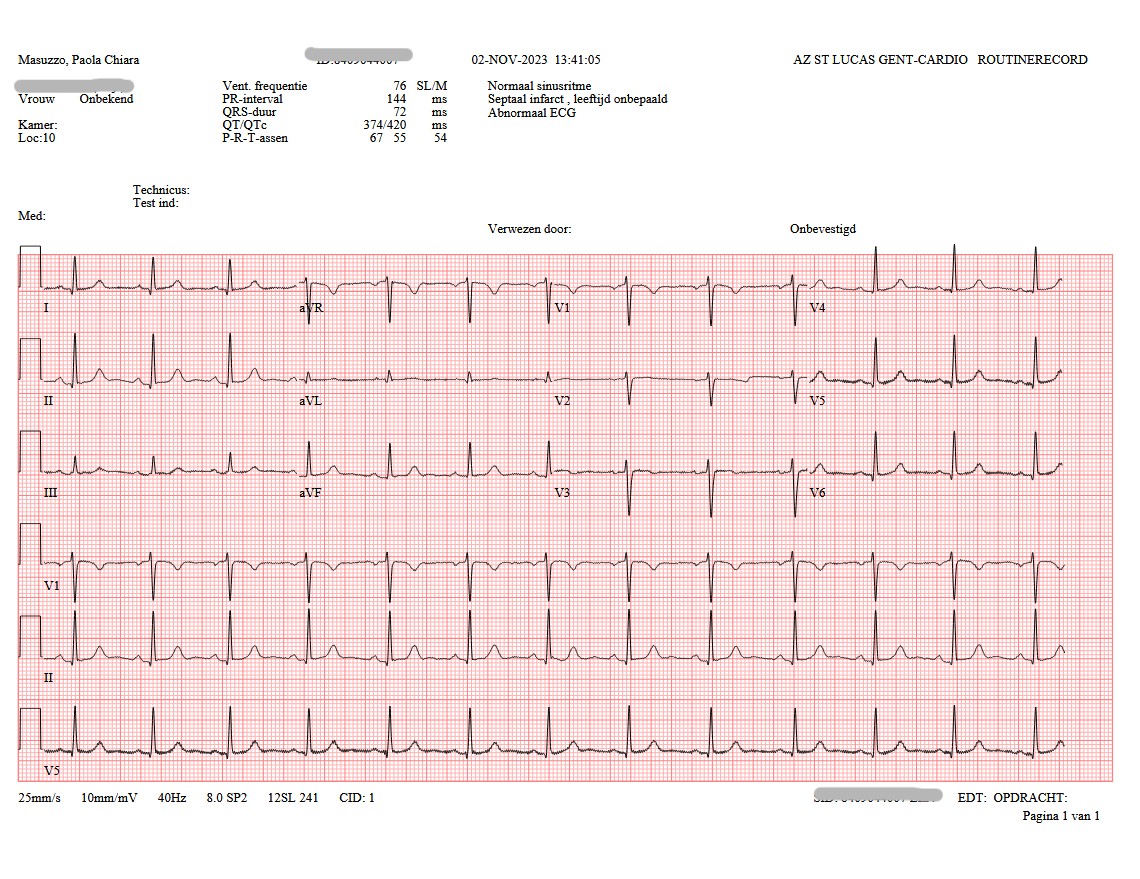 Masuzzo, Paola Chiara 02-NOV-2023 13:41:05 AZ ST LUCAS GENT-CARDIO ROUTINERECORD
Vent. frequentie 76 SL/M Normaal sinusritme
Vrouw Onbekend PR-interval 144 ms Septaal infarct , leeftijd onbepaald
QRS-duur 72 ms Abnormaal ECG
Kamer: QT/QTc 374/420 ms
Loc:10 P-R-T-assen 67 55 54
Technicus:
Test ind:
Med:
Verwezen door: Onbevestigd
I aVR V1 V4
II aVL V2 V5
III aVF V3 V6
V1
II
V5
25mm/s 10mm/mV 40Hz 8.0 SP2 12SL 241 CID: 1 EDT: OPDRACHT:
Pagina 1 van 1